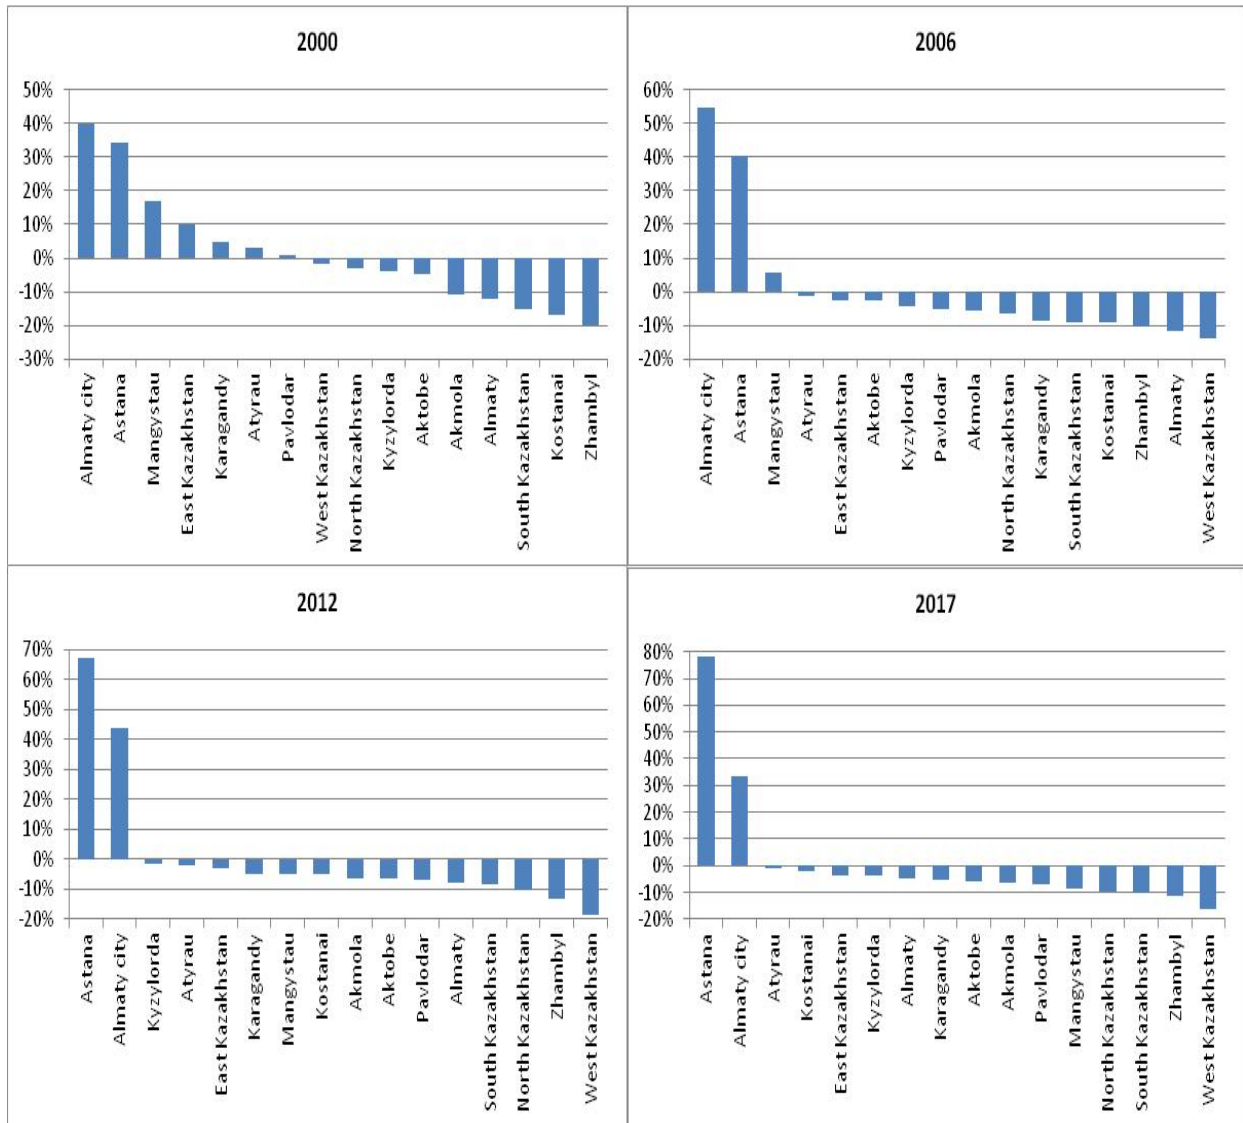 2000
50%
40%
30%
20%
10%
0%
-10%
-20%
-30%
Almaty city
Astana
Mangystau
East Kazakhstan
Karagandy
Atyrau
Pavlodar
West Kazakhstan
North Kazakhstan
Kyzylorda
Aktobe
Akmola
Almaty
South Kazakhstan
Kostanai
Zhambyl
2006
60%
50%
40%
30%
20%
10%
0%
-10%
-20%
Almaty city
Astana
Mangystau
Atyrau
East Kazakhstan
Aktobe
Kyzylorda
Pavlodar
Akmola
North Kazakhstan
Karagandy
South Kazakhstan
Kostanai
Zhambyl
Almaty
West Kazakhstan
2012
70%
60%
50%
40%
30%
20%
10%
0%
-10%
-20%
Astana
Almaty city
Kyzylorda
Atyrau
East Kazakhstan
Karagandy
Mangystau
Kostanai
Akmola
Aktobe
Pavlodar
Almaty
South Kazakhstan
North Kazakhstan
Zhambyl
West Kazakhstan
2017
80%
70%
60%
50%
40%
30%
20%
10%
0%
-10%
-20%
Astana
Almaty city
Atyrau
Kostanai
East Kazakhstan
Kyzylorda
Almaty
Karagandy
Aktobe
Akmola
Pavlodar
Mangystau
North Kazakhstan
South Kazakhstan
Zhambyl
West Kazakhstan